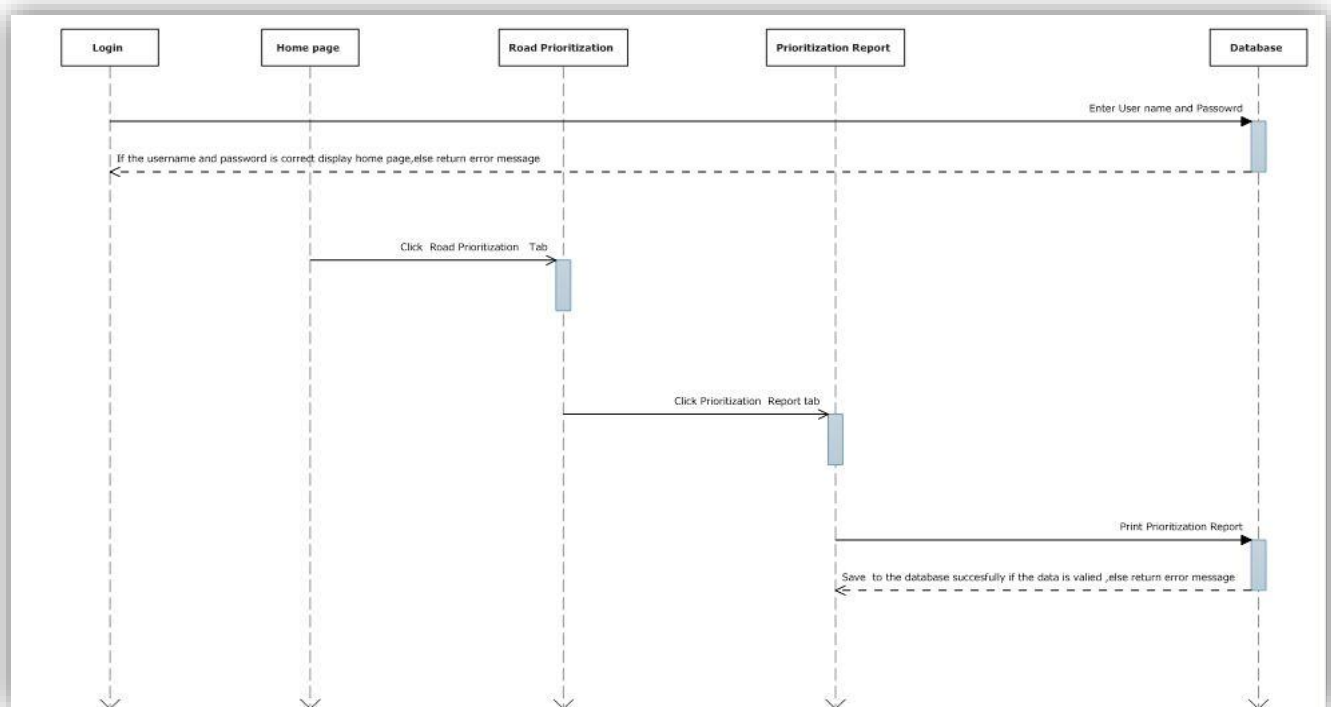 Login
Home page
Road Prioritization
Prioritization Report
Database
Enter User name and Passowrd
If the username and password is correct display home page,else return error message
Click Road Prioritization Tab
Click Prioritization Report tab
Print Prioritization Report
Save to the database succesfully if the data is valied ,else return error message